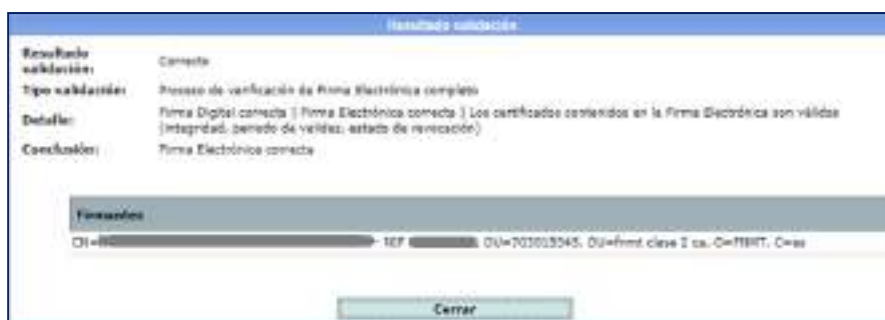 Resultado validación
Resultado validación: Correcta
Tipo validación: Proceso de verificación de Firma Electrónica completo
Detalle: Firma Digital correcta | Firma Electrónica correcta | Los certificados contenidos en la Firma Electrónica son válidos
(integridad, periodo de validez, estado de revocación)
Conclusión: Firma Electrónica correcta
Firmantes
CN= - NIF , OU=703015345, OU=fnmt clase 2 ca, O=FNMT, C=es
Cerrar